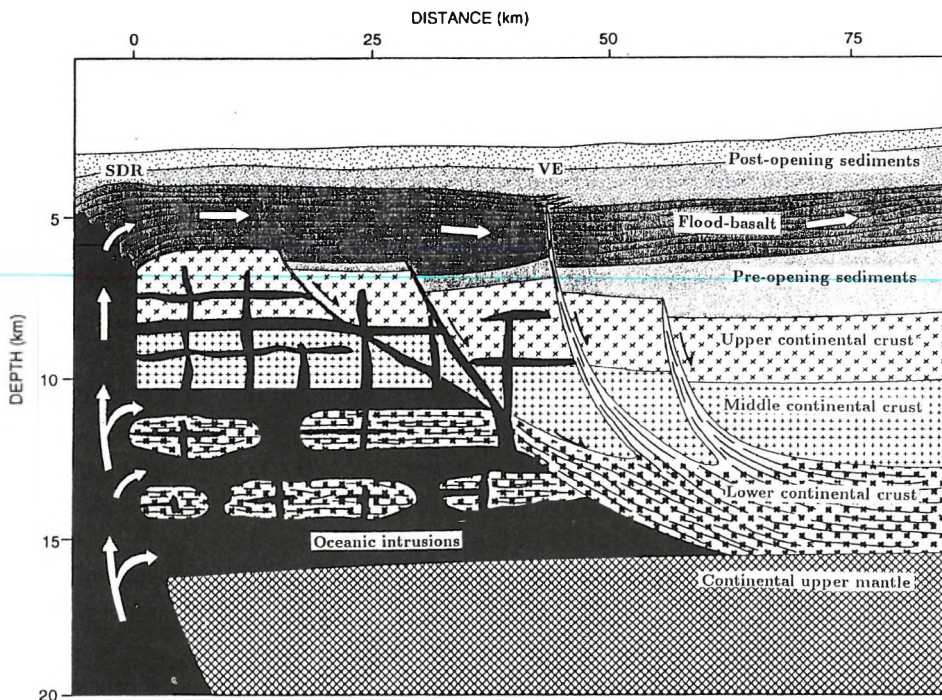 DISTANCE (km)
0 25 50 75
SDR
VE
Post-opening sediments
5
Flood-basalt
Pre-opening sediments
Upper continental crust
DEPTH (km)
10
Middle continental crust
Lower continental crust
15
Oceanic intrusions
Continental upper mantle
20